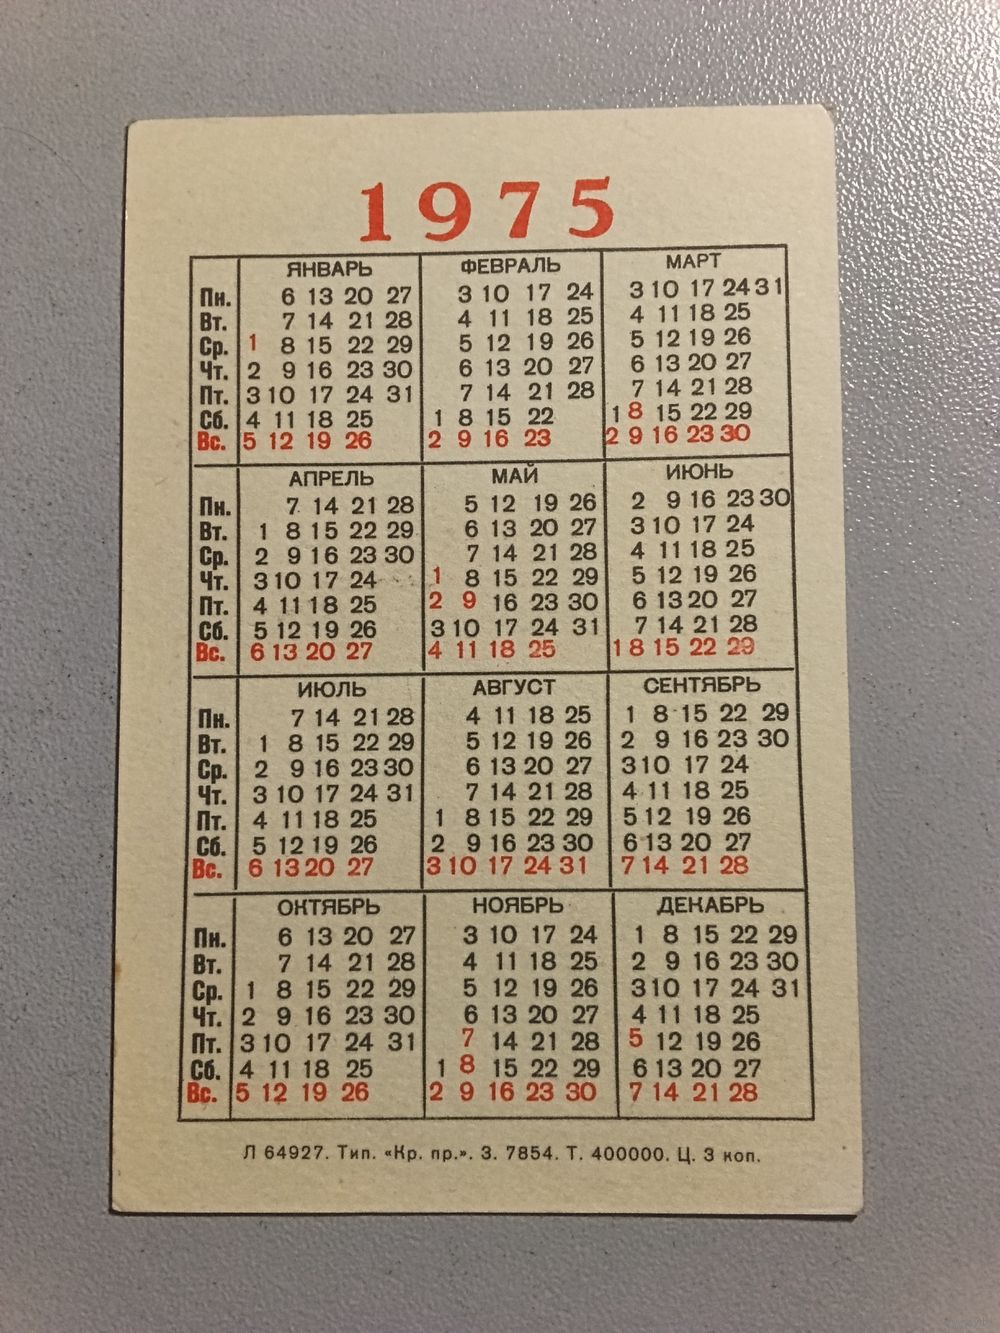 1975
ЯНВАРЬ ФЕВРАЛЬ МАРТ
Пн. 6 13 20 27 3 10 17 24 3 10 17 24 31
Вт. 7 14 21 28 4 11 18 25 4 11 18 25
Ср. 1 8 15 22 29 5 12 19 26 5 12 19 26
Чт. 2 9 16 23 30 6 13 20 27 6 13 20 27
Пт. 3 10 17 24 31 7 14 21 28 7 14 21 28
Сб. 4 11 18 25 1 8 15 22 1 8 15 22 29
Вс. 5 12 19 26 2 9 16 23 2 9 16 23 30
АПРЕЛЬ МАЙ ИЮНЬ
Пн. 7 14 21 28 5 12 19 26 2 9 16 23 30
Вт. 1 8 15 22 29 6 13 20 27 3 10 17 24
Ср. 2 9 16 23 30 7 14 21 28 4 11 18 25
Чт. 3 10 17 24 1 8 15 22 29 5 12 19 26
Пт. 4 11 18 25 2 9 16 23 30 6 13 20 27
Сб. 5 12 19 26 3 10 17 24 31 7 14 21 28
Вс. 6 13 20 27 4 11 18 25 1 8 15 22 29
ИЮЛЬ АВГУСТ СЕНТЯБРЬ
Пн. 7 14 21 28 4 11 18 25 1 8 15 22 29
Вт. 1 8 15 22 29 5 12 19 26 2 9 16 23 30
Ср. 2 9 16 23 30 6 13 20 27 3 10 17 24
Чт. 3 10 17 24 31 7 14 21 28 4 11 18 25
Пт. 4 11 18 25 1 8 15 22 29 5 12 19 26
Сб. 5 12 19 26 2 9 16 23 30 6 13 20 27
Вс. 6 13 20 27 3 10 17 24 31 7 14 21 28
ОКТЯБРЬ НОЯБРЬ ДЕКАБРЬ
Пн. 6 13 20 27 3 10 17 24 1 8 15 22 29
Вт. 7 14 21 28 4 11 18 25 2 9 16 23 30
Ср. 1 8 15 22 29 5 12 19 26 3 10 17 24 31
Чт. 2 9 16 23 30 6 13 20 27 4 11 18 25
Пт. 3 10 17 24 31 7 14 21 28 5 12 19 26
Сб. 4 11 18 25 1 8 15 22 29 6 13 20 27
Вс. 5 12 19 26 2 9 16 23 30 7 14 21 28
Л 64927. Тип. «Кр. пр.». З. 7854. Т. 400000. Ц. 3 коп.